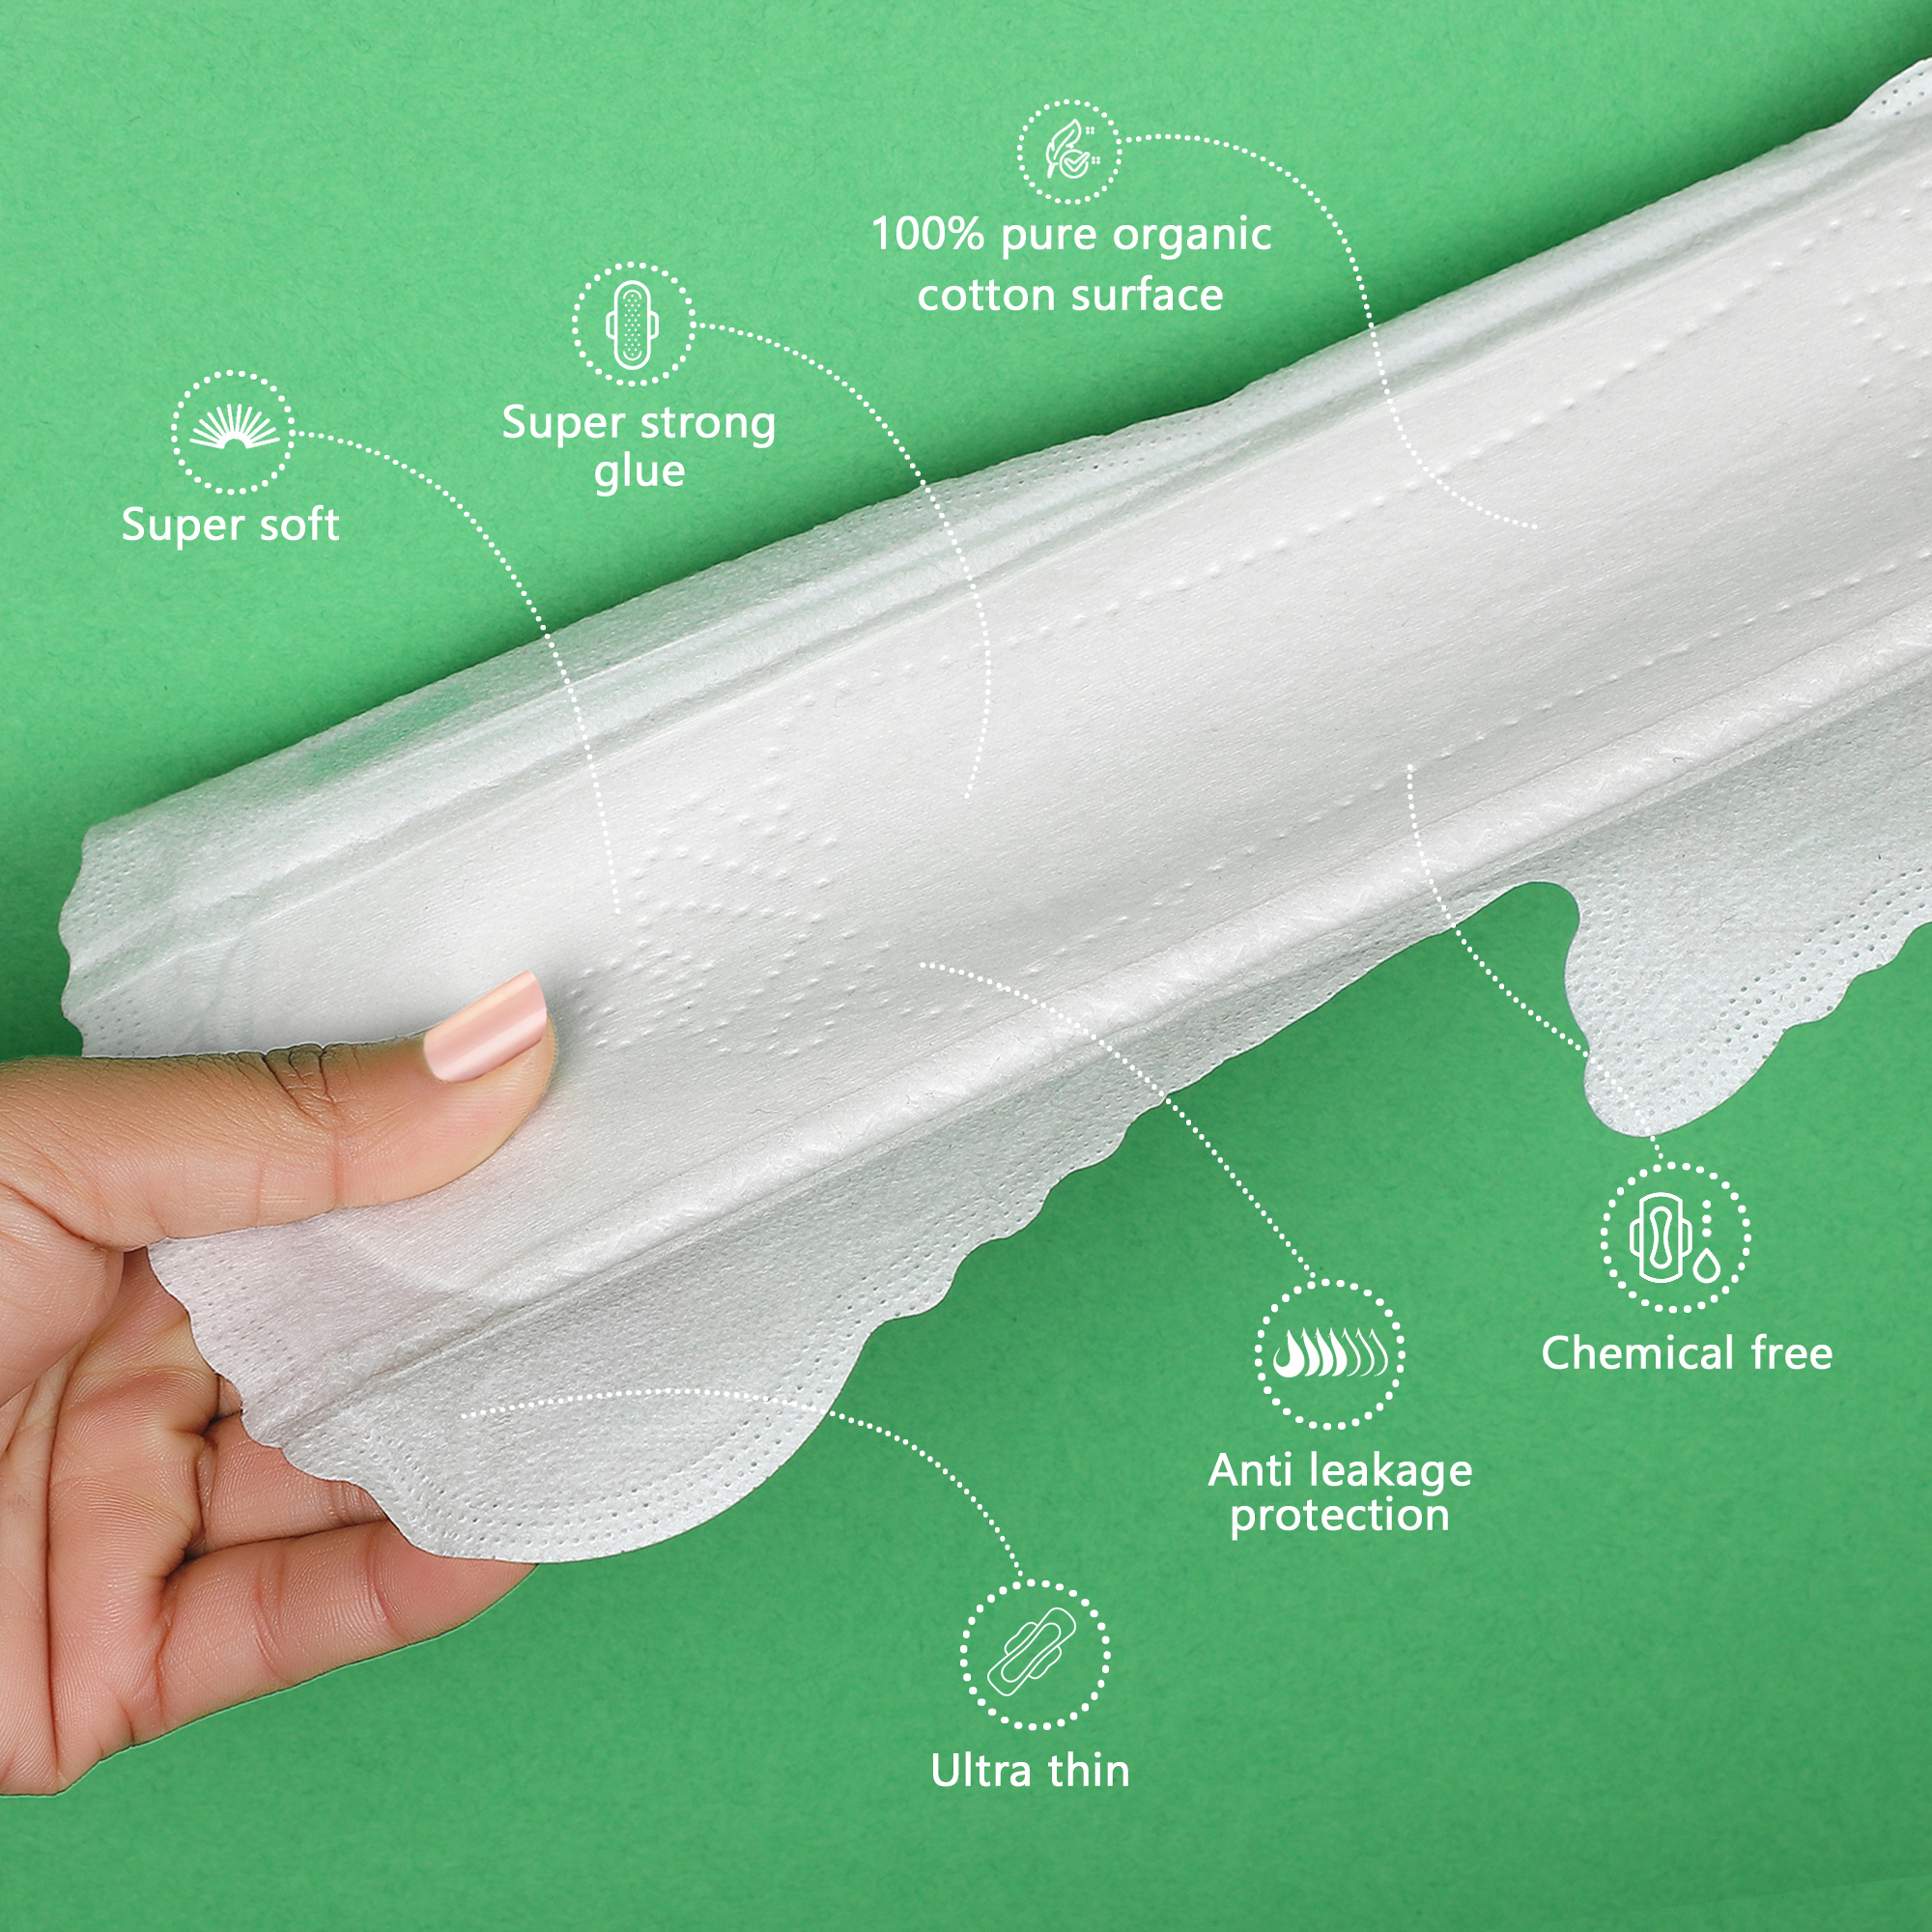 100% pure organic
cotton surface
Super strong
glue
Super soft
Chemical free
Anti leakage
protection
Ultra thin